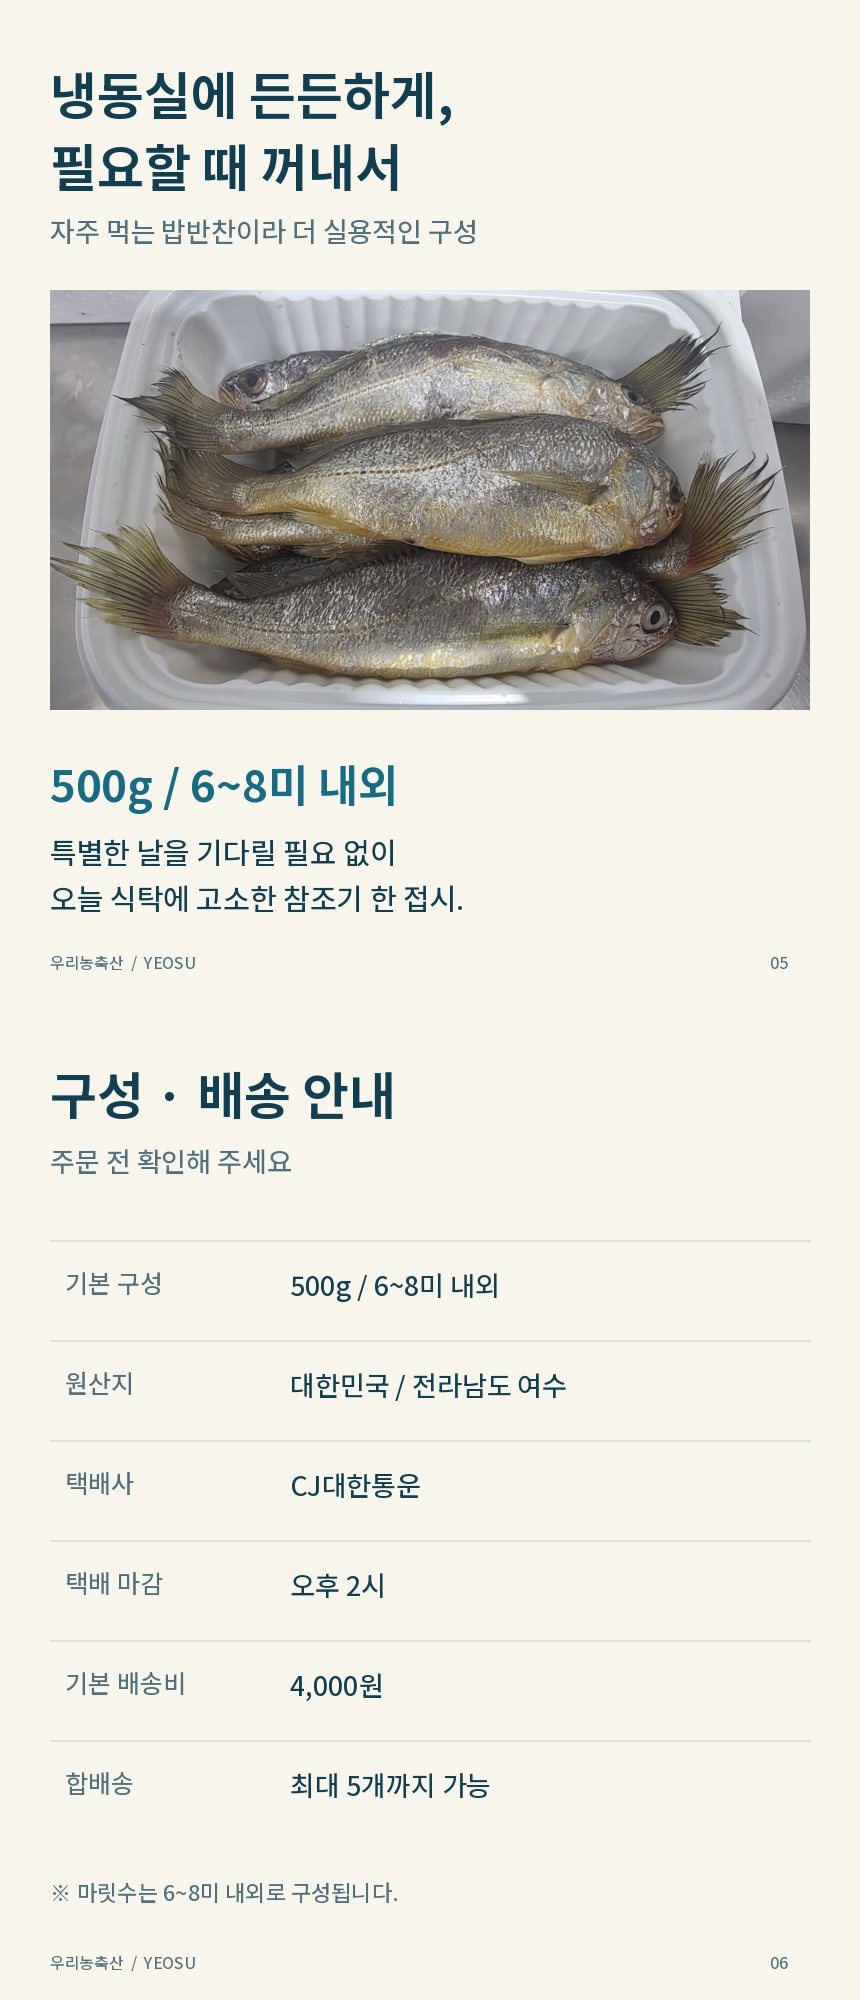 냉동실에 든든하게,
필요할 때 꺼내서
자주 먹는 밥반찬이라 더 실용적인 구성
500g / 6~8미 내외
특별한 날을 기다릴 필요 없이
오늘 식탁에 고소한 참조기 한 접시.
우리농축산 / YEOSU
05
구성 · 배송 안내
주문 전 확인해 주세요
기본 구성 500g / 6~8미 내외
원산지 대한민국 / 전라남도 여수
택배사 CJ대한통운
택배 마감 오후 2시
기본 배송비 4,000원
합배송 최대 5개까지 가능
※ 마릿수는 6~8미 내외로 구성됩니다.
우리농축산 / YEOSU
06